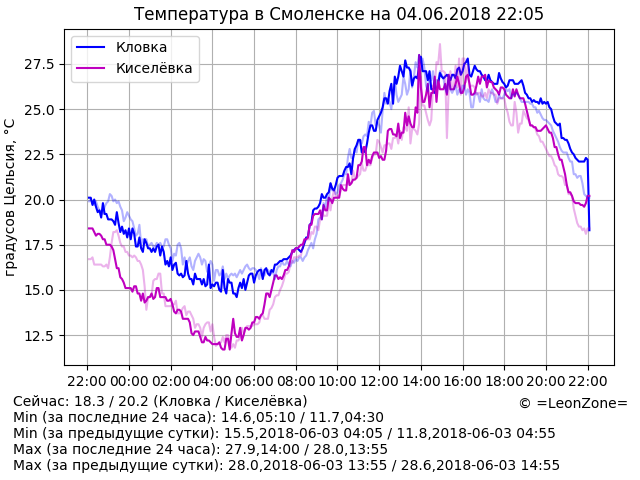 Температура в Смоленске на 04.06.2018 22:05
Кловка
Киселёвка
градусов Цельсия, °C
27.5
25.0
22.5
20.0
17.5
15.0
12.5
22:00 00:00 02:00 04:00 06:00 08:00 10:00 12:00 14:00 16:00 18:00 20:00 22:00
Сейчас: 18.3 / 20.2 (Кловка / Киселёвка)
© =LeonZone=
Min (за последние 24 часа): 14.6,05:10 / 11.7,04:30
Min (за предыдущие сутки): 15.5,2018-06-03 04:05 / 11.8,2018-06-03 04:55
Max (за последние 24 часа): 27.9,14:00 / 28.0,13:55
Max (за предыдущие сутки): 28.0,2018-06-03 13:55 / 28.6,2018-06-03 14:55